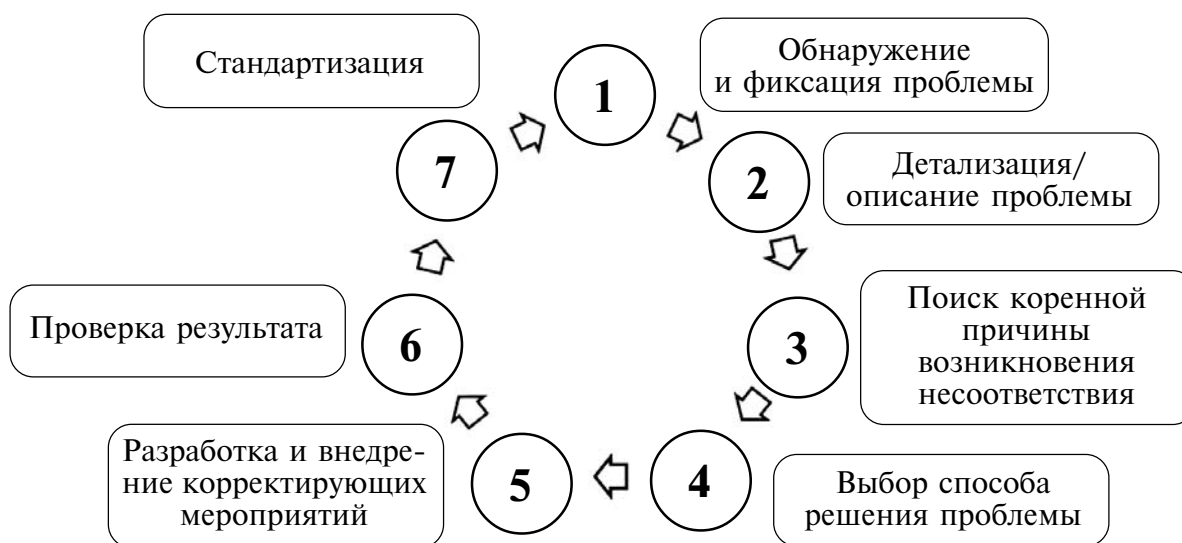 1
Обнаружение
и фиксация проблемы
2
Детализация/
описание проблемы
3
Поиск коренной
причины
возникновения
несоответствия
4
Выбор способа
решения проблемы
5
Разработка и внедре-
ние корректирующих
мероприятий
6
Проверка результата
7
Стандартизация